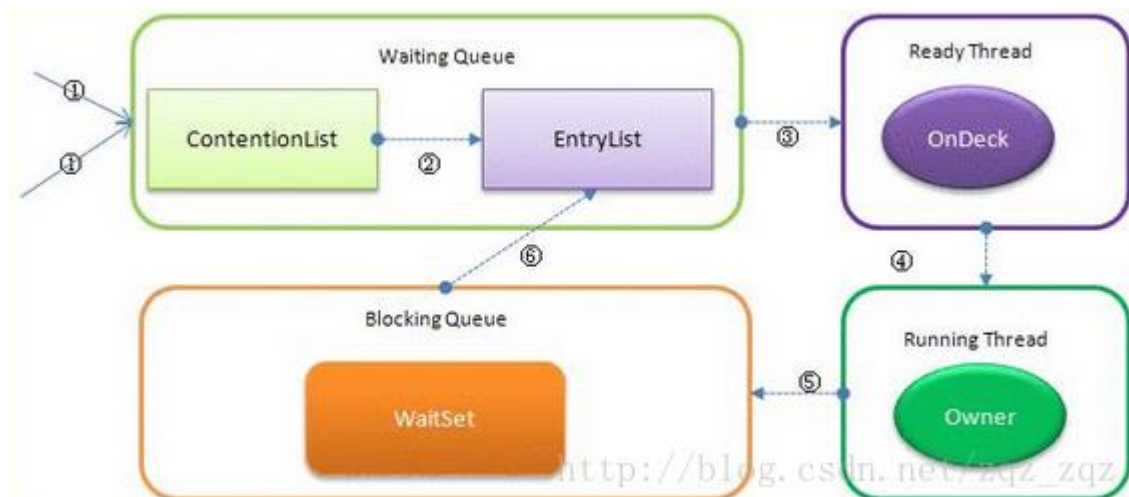 Waiting Queue
Ready Thread
①
ContentionList
②
EntryList
③
OnDeck
①
⑥
④
Blocking Queue
Running Thread
⑤
WaitSet
Owner
http://blog.csdn.net/zqz_zqz